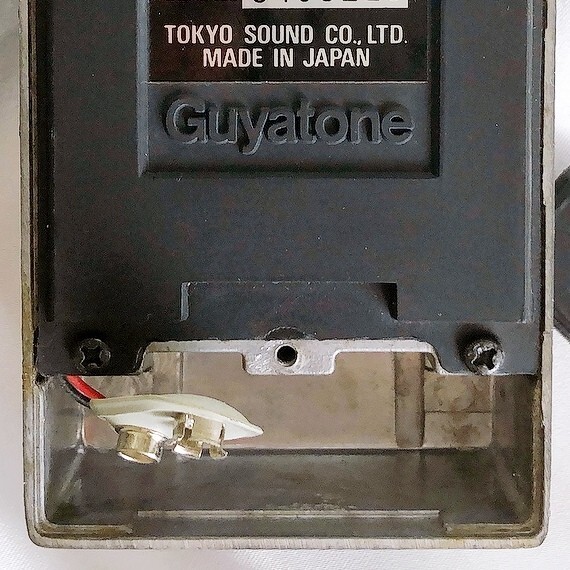 TOKYO SOUND CO., LTD.
MADE IN JAPAN
Guyatone